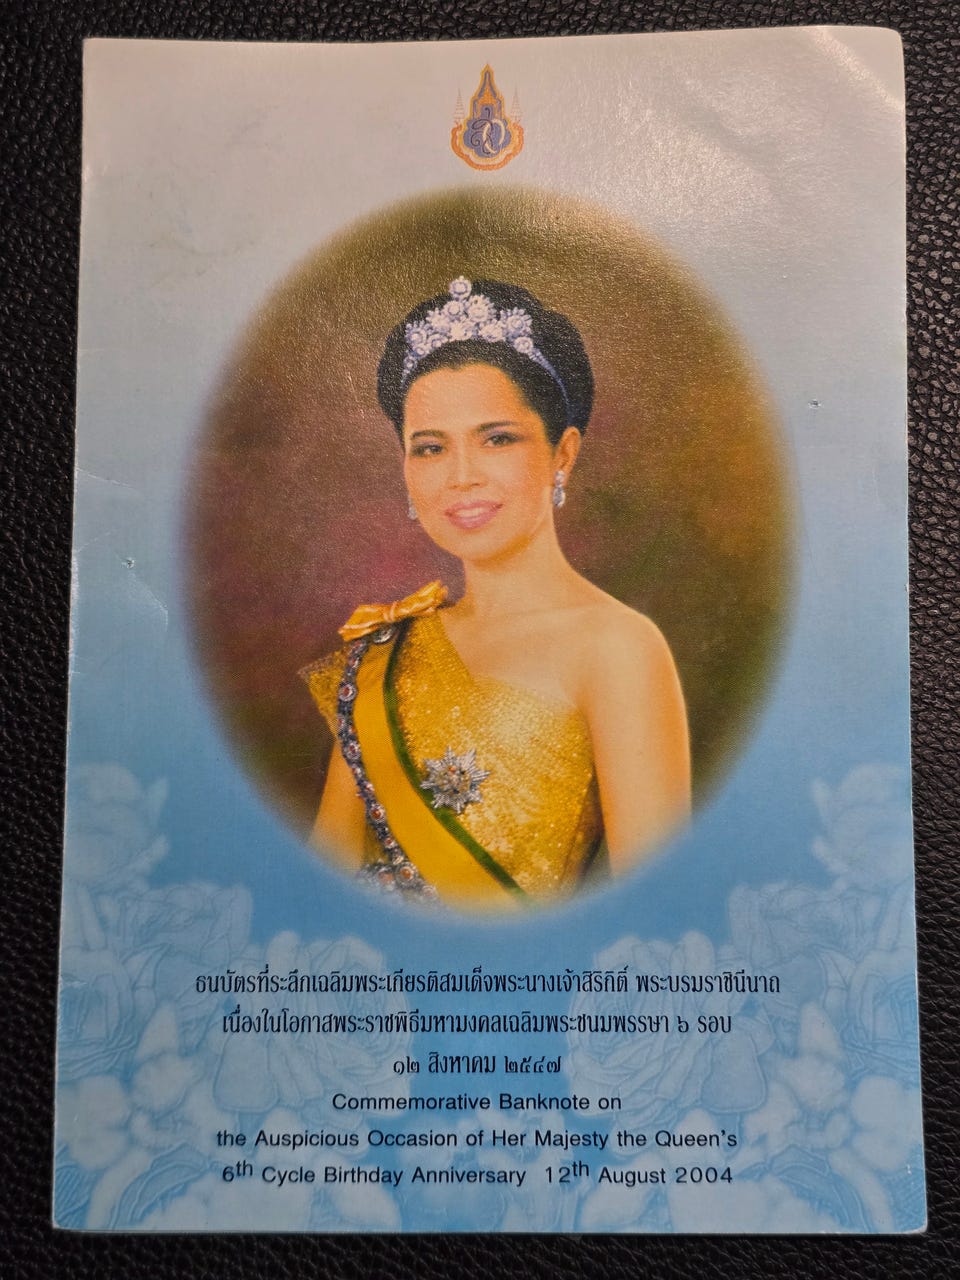 ธนบัตรที่ระลึกเฉลิมพระเกียรติสมเด็จพระนางเจ้าสิริกิติ์ พระบรมราชินีนาถ
เนื่องในโอกาสพระราชพิธีมหามงคลเฉลิมพระชนมพรรษา ๖ รอบ
๑๒ สิงหาคม ๒๕๔๗
Commemorative Banknote on
the Auspicious Occasion of Her Majesty the Queen's
6th Cycle Birthday Anniversary 12th August 2004